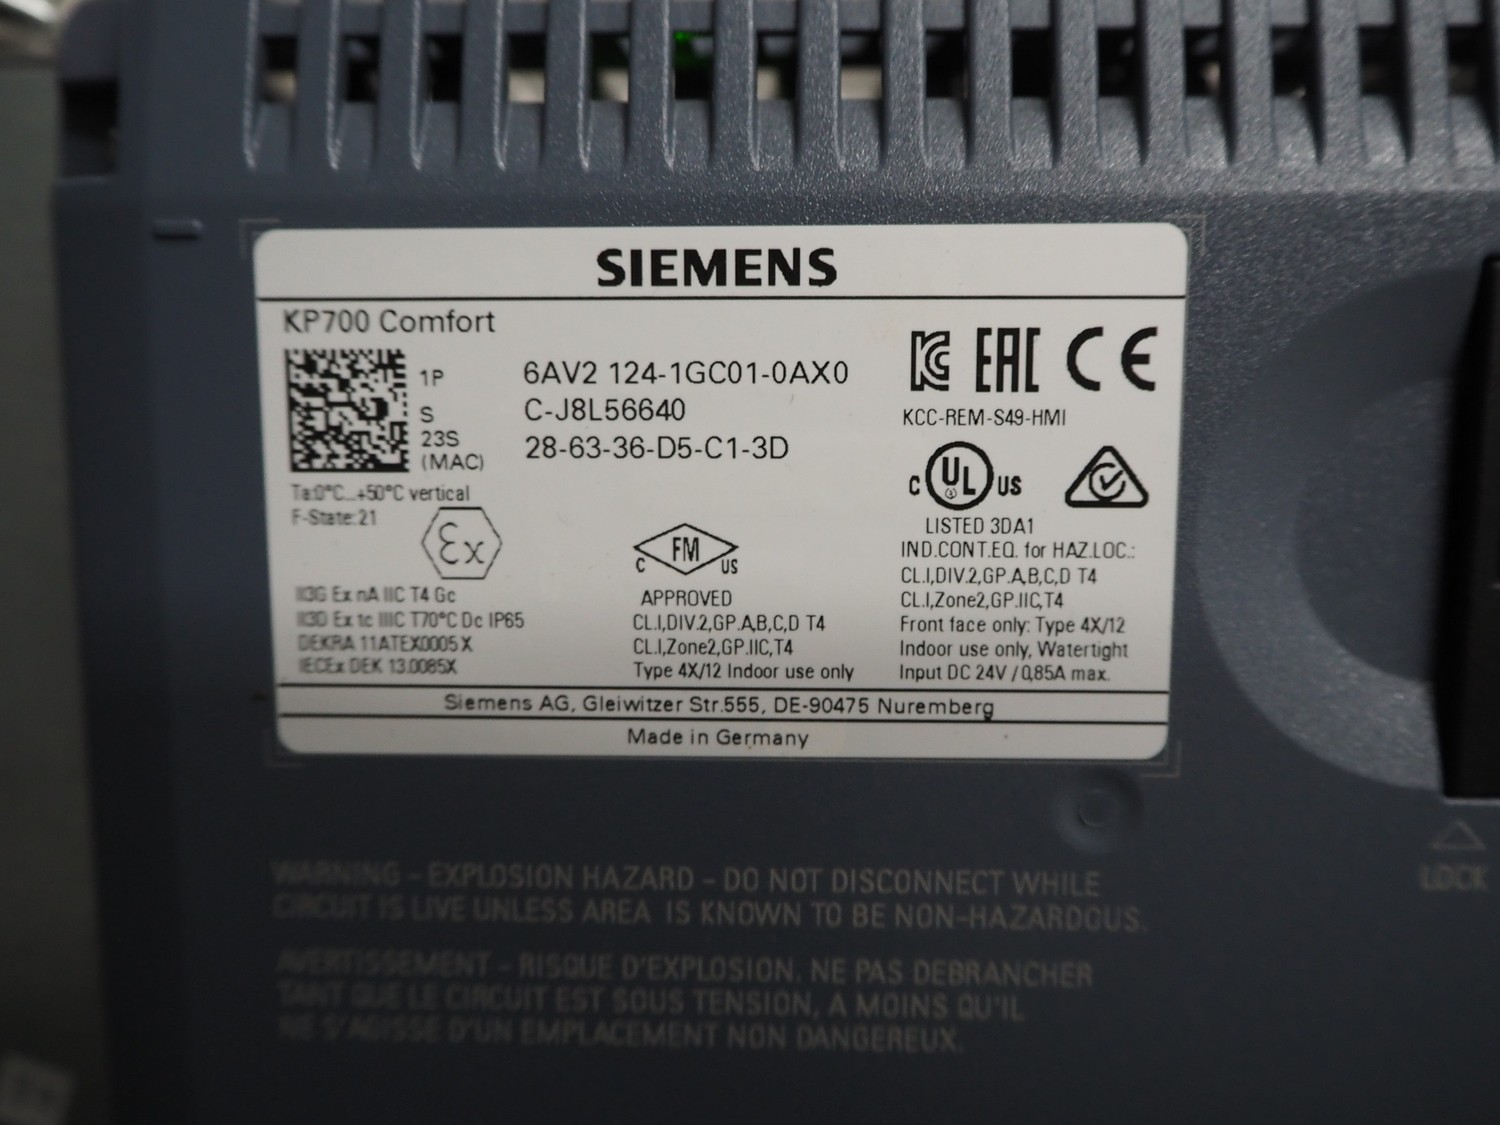 SIEMENS
KP700 Comfort
1P 6AV2 124-1GC01-0AX0
S C-J8L56640
23S 28-63-36-D5-C1-3D
(MAC)
Ta:0°C...+50°C vertical
F-State:21
Ex
II3G Ex nA IIC T4 Gc
II3D Ex tc IIIC T70°C Dc IP65
DEKRA 11ATEX0005 X
IECEx DEK 13.0085X
C FM US
APPROVED
CL.I,DIV.2,GP.A,B,C,D T4
CL.I,Zone2,GP.IIC,T4
Type 4X/12 Indoor use only
EAC CE
KCC-REM-S49-HMI
C UL US
LISTED 3DA1
IND.CONT.EQ. for HAZ.LOC.:
CL.I,DIV.2,GP.A,B,C,D T4
CL.I,Zone2,GP.IIC,T4
Front face only: Type 4X/12
Indoor use only, Watertight
Input DC 24V / 0,85A max.
Siemens AG, Gleiwitzer Str.555, DE-90475 Nuremberg
Made in Germany
LOCK
WARNING - EXPLOSION HAZARD - DO NOT DISCONNECT WHILE
CIRCUIT IS LIVE UNLESS AREA IS KNOWN TO BE NON-HAZARDOUS.
AVERTISSEMENT - RISQUE D'EXPLOSION. NE PAS DEBRANCHER
TANT QUE LE CIRCUIT EST SOUS TENSION, A MOINS QU'IL
NE S'AGISSE D'UN EMPLACEMENT NON DANGEREUX.